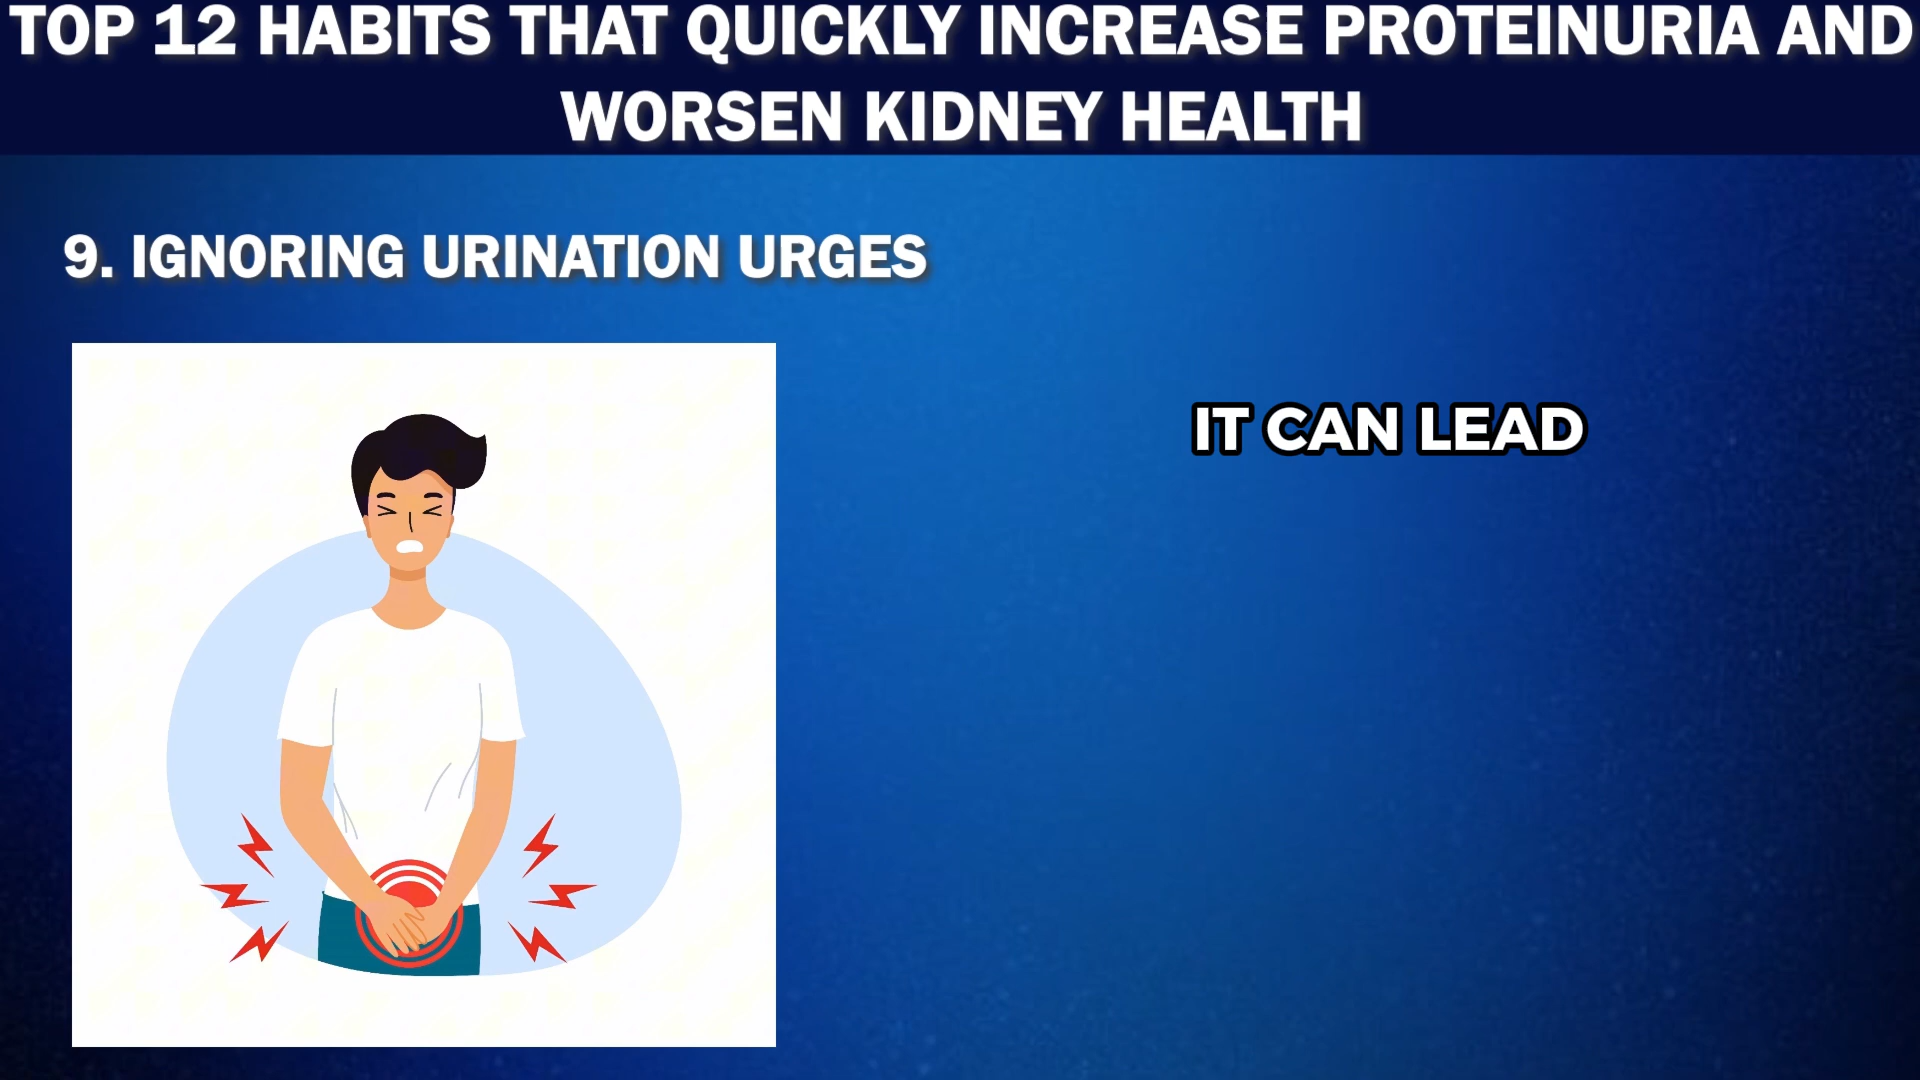 TOP 12 HABITS THAT QUICKLY INCREASE PROTEINURIA AND
WORSEN KIDNEY HEALTH
9. IGNORING URINATION URGES
IT CAN LEAD